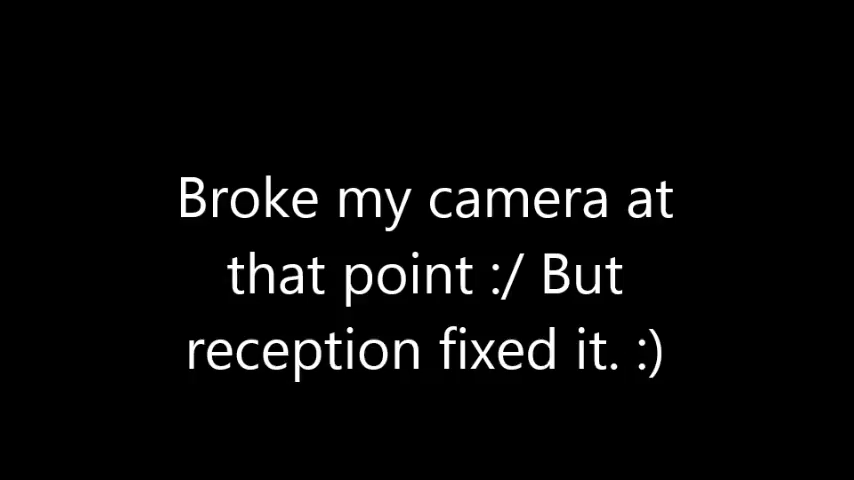 Broke my camera at
that point :/ But
reception fixed it. :)